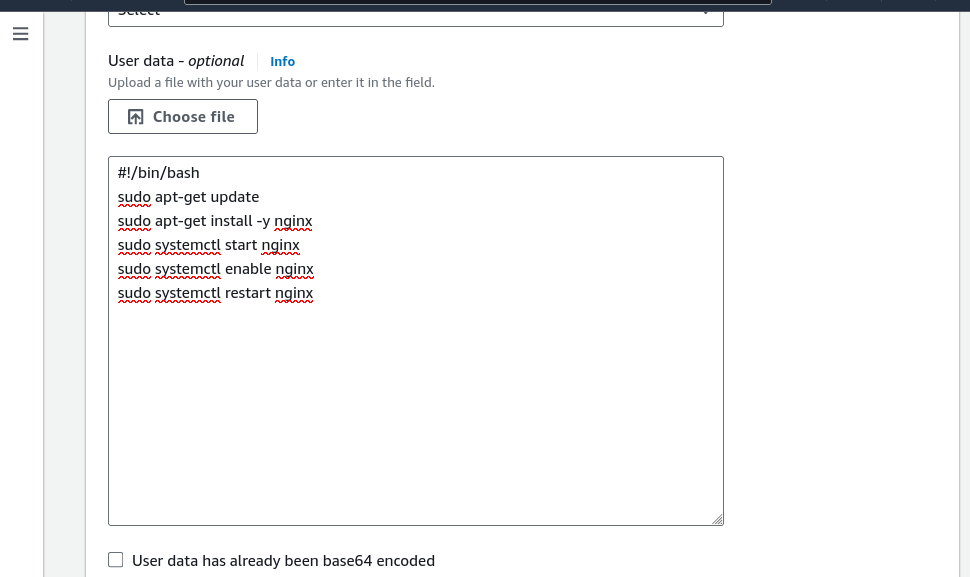 Select
User data - optional Info
Upload a file with your user data or enter it in the field.
Choose file
#!/bin/bash
sudo apt-get update
sudo apt-get install -y nginx
sudo systemctl start nginx
sudo systemctl enable nginx
sudo systemctl restart nginx
User data has already been base64 encoded